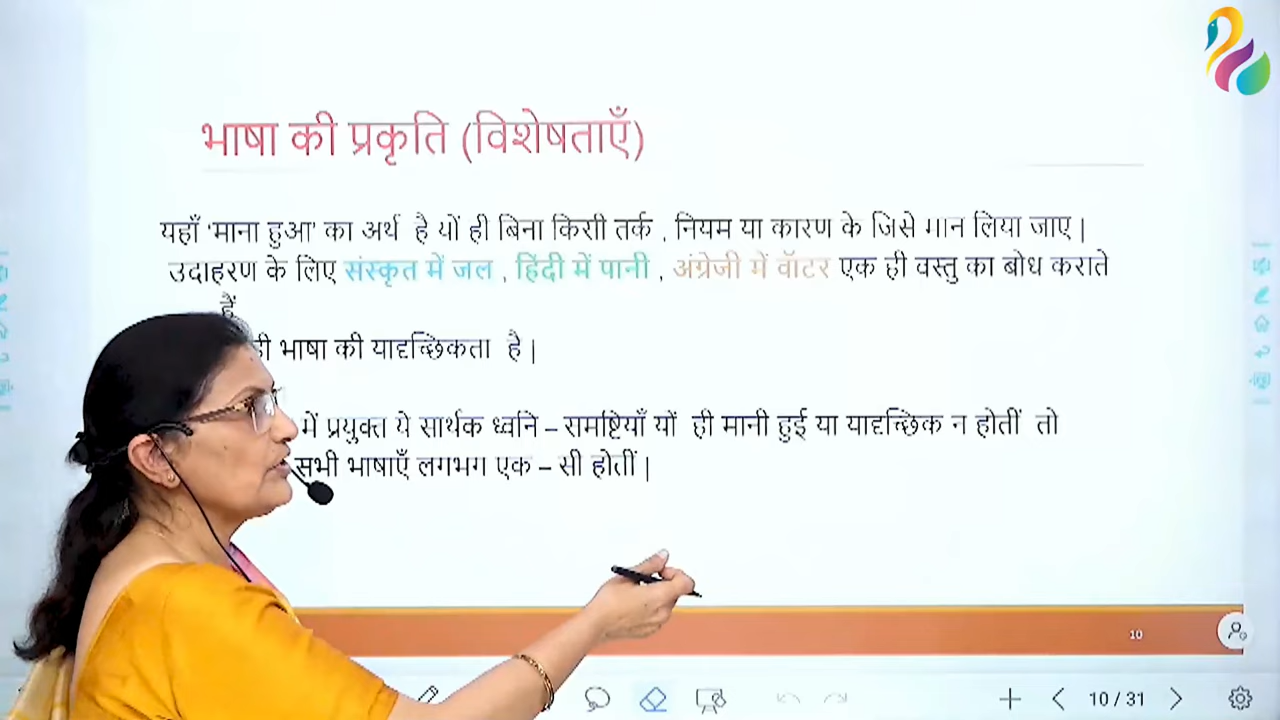 भाषा की प्रकृति (विशेषताएँ)
यहाँ 'माना हुआ' का अर्थ है यों ही बिना किसी तर्क , नियम या कारण के जिसे मान लिया जाए |
उदाहरण के लिए संस्कृत में जल , हिंदी में पानी , अंग्रेजी में वॉटर एक ही वस्तु का बोध कराते
हैं
ही भाषा की यादृच्छिकता है |
में प्रयुक्त ये सार्थक ध्वनि – समष्टियाँ यों ही मानी हुई या यादृच्छिक न होतीं तो
सभी भाषाएँ लगभग एक – सी होतीं |
10
10 / 31